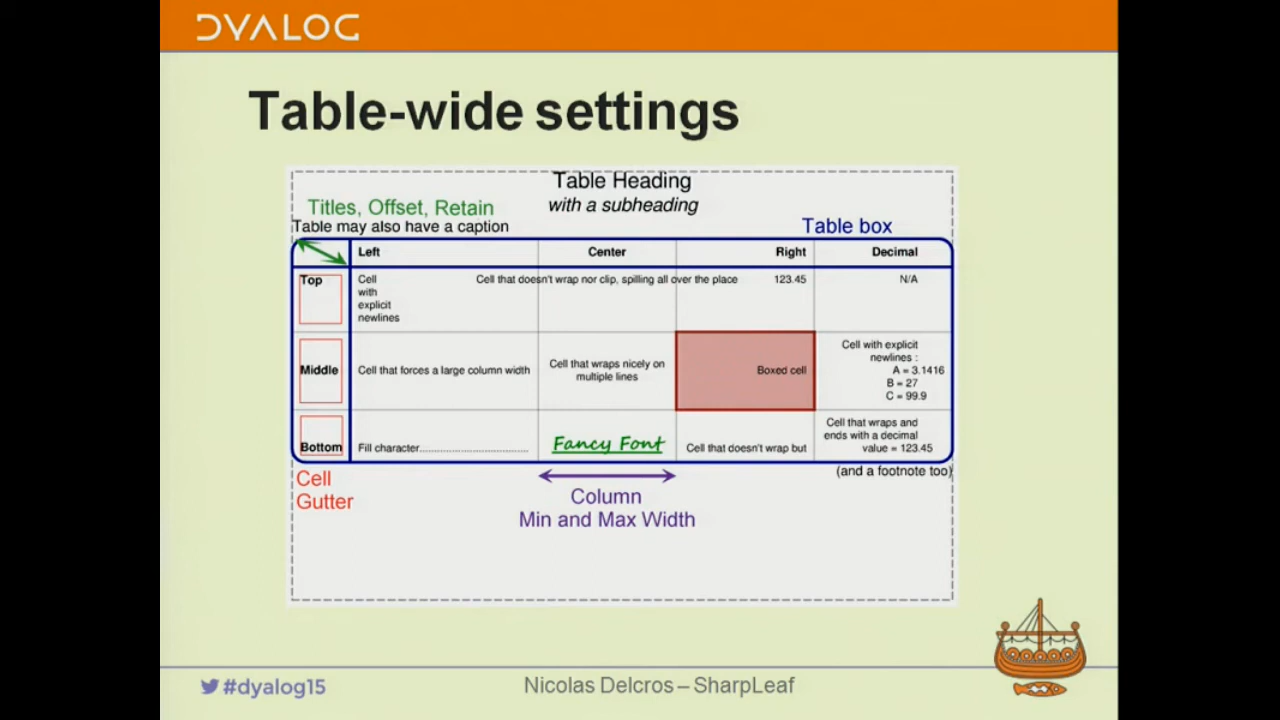 DYALOG
Table-wide settings
Table Heading
with a subheading
Titles, Offset, Retain
Table may also have a caption
Table box
Left Center Right Decimal
Top
Cell
with
explicit
newlines
Cell that doesn't wrap nor clip, spilling all over the place
123.45
N/A
Middle
Cell that forces a large column width
Cell that wraps nicely on
multiple lines
Boxed cell
Cell with explicit
newlines :
A = 3.1416
B = 27
C = 99.9
Bottom
Fill character..........................................
Fancy Font
Cell that doesn't wrap but
Cell that wraps and
ends with a decimal
value = 123.45
(and a footnote too)
Cell
Gutter
Column
Min and Max Width
#dyalog15
Nicolas Delcros – SharpLeaf